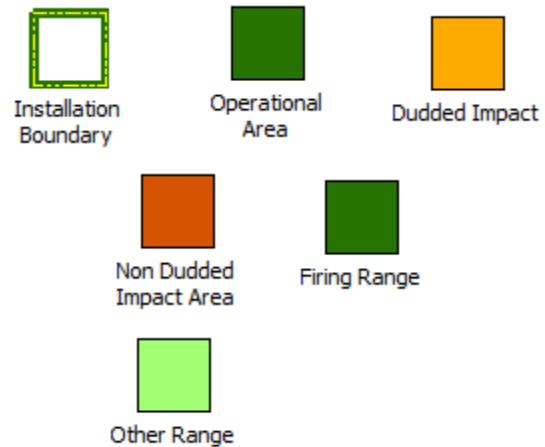 Installation
Boundary
Operational
Area
Dudded Impact
Non Dudded
Impact Area
Firing Range
Other Range